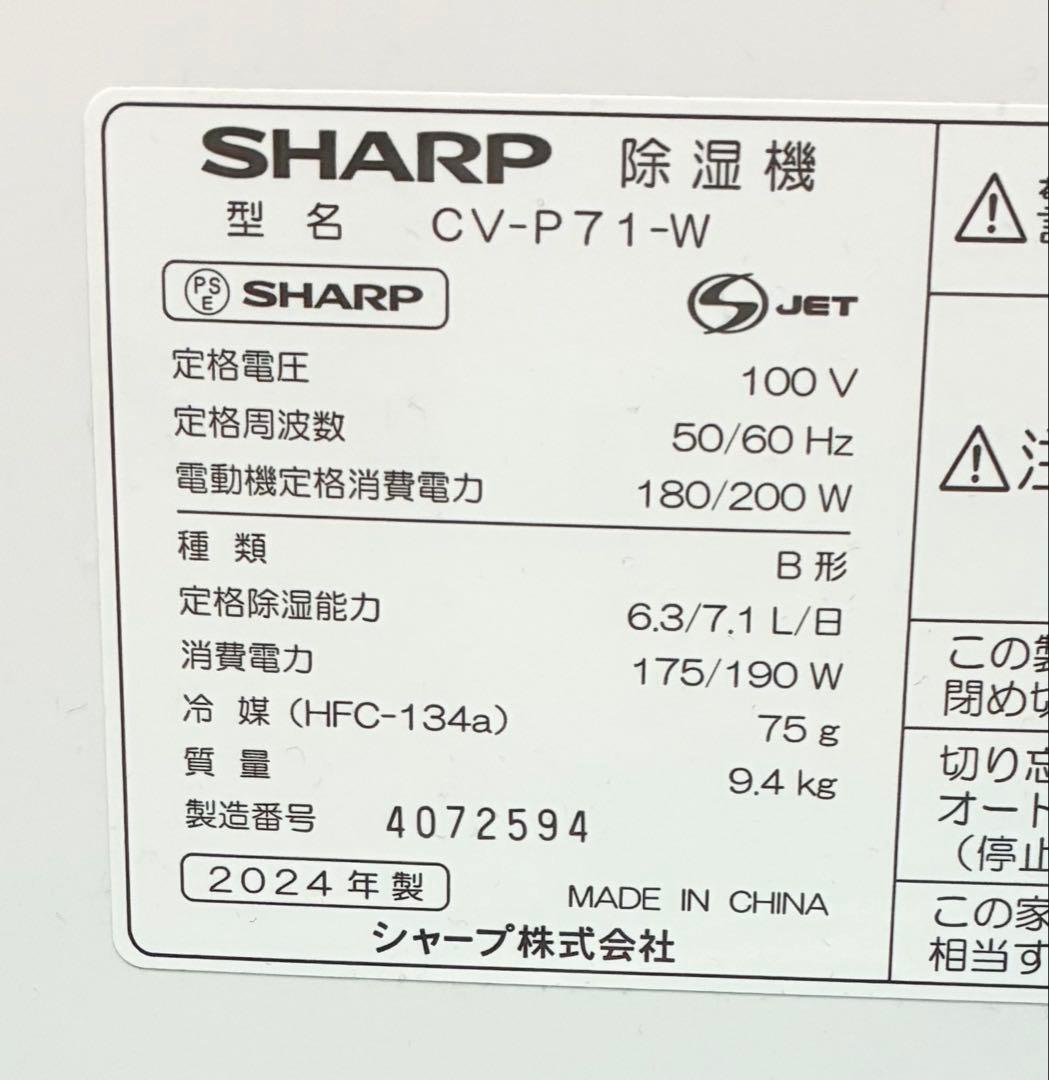 SHARP 除湿機
型名 CV-P71-W
PSE SHARP
S JET
定格電圧 100 V
定格周波数 50/60 Hz
電動機定格消費電力 180/200 W
種類 B形
定格除湿能力 6.3/7.1 L/日
消費電力 175/190 W
冷媒(HFC-134a) 75 g
質量 9.4 kg
製造番号 4072594
2024年製
MADE IN CHINA
シャープ株式会社
この製
閉め切
切り忘
オート
(停止
この家
相当す